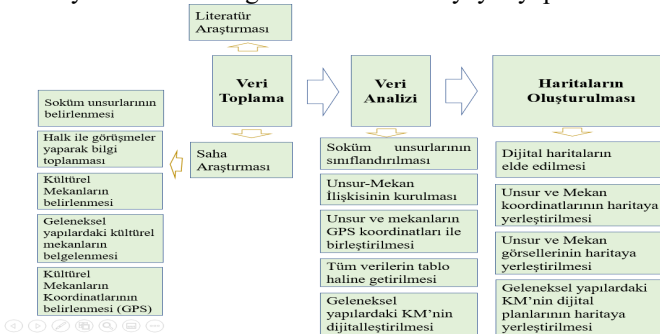 Literatür
Araştırması
Veri
Toplama
Veri
Analizi
Haritaların
Oluşturulması
Saha
Araştırması
Soküm unsurlarının
belirlenmesi
Halk ile görüşmeler
yaparak bilgi
toplanması
Kültürel
Mekanların
belirlenmesi
Geleneksel
yapılardaki kültürel
mekanların
belgelenmesi
Kültürel
Mekanların
Koordinatlarının
belirlenmesi (GPS)
Soküm unsurlarının
sınıflandırılması
Unsur-Mekan
İlişkisinin kurulması
Unsur ve mekanların
GPS koordinatları ile
birleştirilmesi
Tüm verilerin tablo
haline getirilmesi
Geleneksel
yapılardaki KM'nin
dijitalleştirilmesi
Dijital haritaların
elde edilmesi
Unsur ve Mekan
koordinatlarının haritaya
yerleştirilmesi
Unsur ve Mekan
görsellerinin haritaya
yerleştirilmesi
Geleneksel yapılardaki
KM'nin dijital
planlarının haritaya
yerleştirilmesi